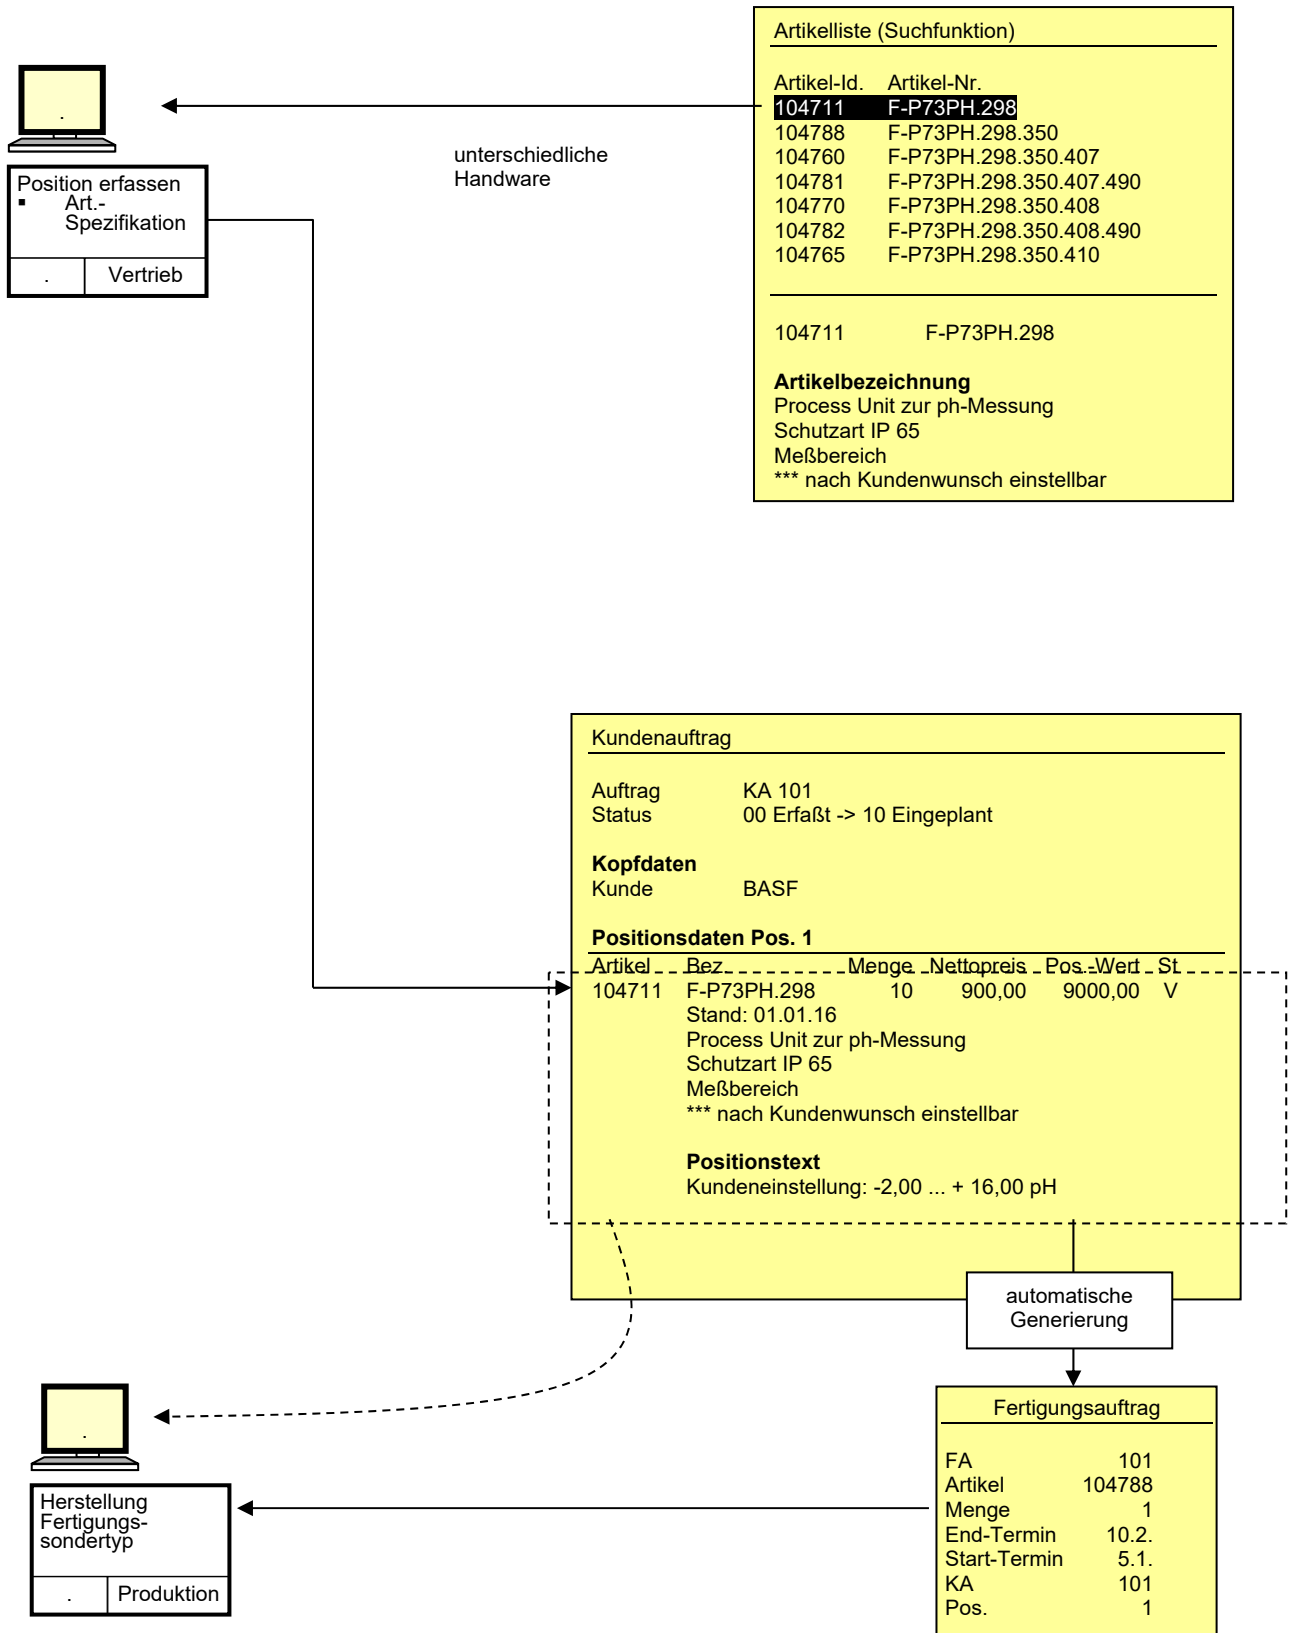 Artikelliste (Suchfunktion)
Artikel-Id. Artikel-Nr.
104711 F-P73PH.298
104788 F-P73PH.298.350
104760 F-P73PH.298.350.407
104781 F-P73PH.298.350.407.490
104770 F-P73PH.298.350.408
104782 F-P73PH.298.350.408.490
104765 F-P73PH.298.350.410
104711 F-P73PH.298
Artikelbezeichnung
Process Unit zur ph-Messung
Schutzart IP 65
Meßbereich
*** nach Kundenwunsch einstellbar
.
unterschiedliche
Handware
Position erfassen
▪ Art.-
Spezifikation
. Vertrieb
Kundenauftrag
Auftrag KA 101
Status 00 Erfaßt -> 10 Eingeplant
Kopfdaten
Kunde BASF
Positionsdaten Pos. 1
Artikel Bez. Menge Nettopreis Pos.-Wert St
104711 F-P73PH.298 10 900,00 9000,00 V
Stand: 01.01.16
Process Unit zur ph-Messung
Schutzart IP 65
Meßbereich
*** nach Kundenwunsch einstellbar
Positionstext
Kundeneinstellung: -2,00 ... + 16,00 pH
automatische
Generierung
.
Herstellung
Fertigungs-
sondertyp
. Produktion
Fertigungsauftrag
FA 101
Artikel 104788
Menge 1
End-Termin 10.2.
Start-Termin 5.1.
KA 101
Pos. 1